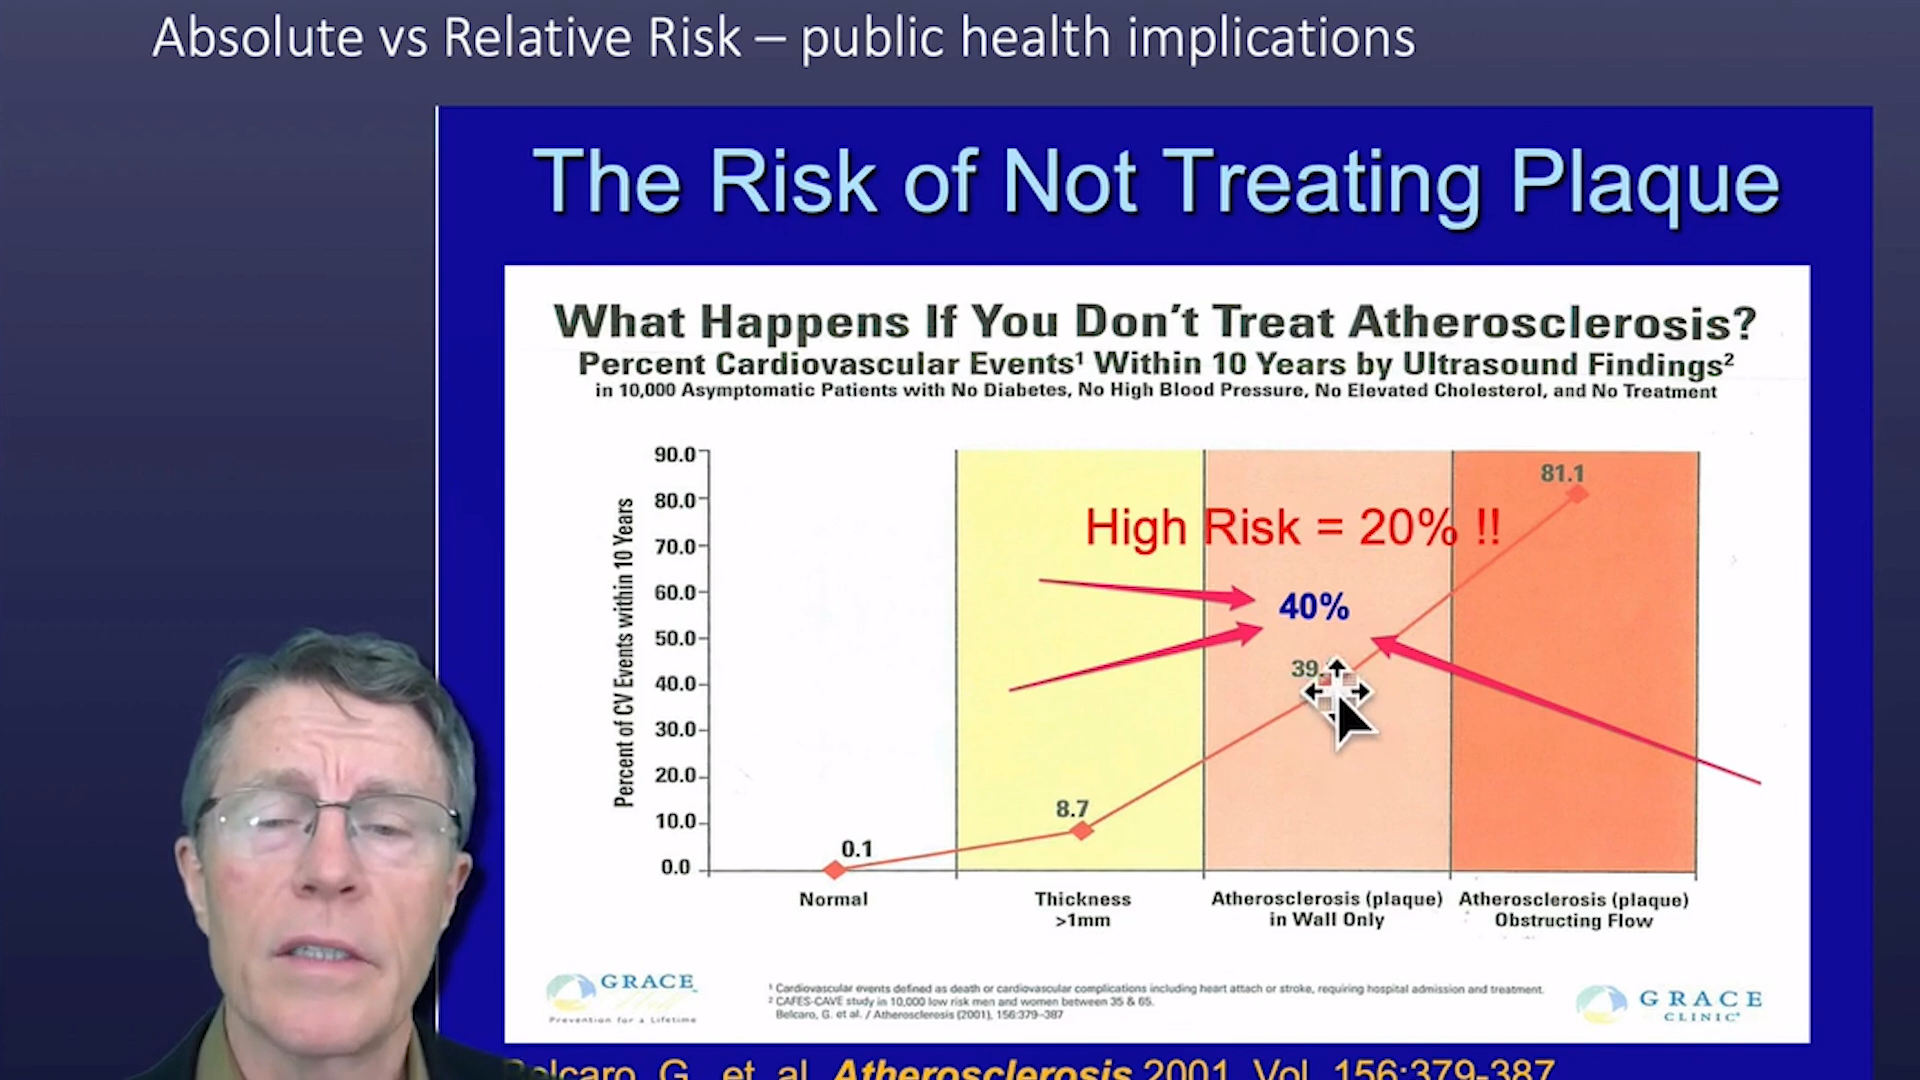 Absolute vs Relative Risk – public health implications
The Risk of Not Treating Plaque
What Happens If You Don't Treat Atherosclerosis?
Percent Cardiovascular Events¹ Within 10 Years by Ultrasound Findings²
in 10,000 Asymptomatic Patients with No Diabetes, No High Blood Pressure, No Elevated Cholesterol, and No Treatment
Percent of CV Events within 10 Years
90.0
80.0
70.0
60.0
50.0
40.0
30.0
20.0
10.0
0.0
81.1
High Risk = 20% !!
40%
39.
8.7
0.1
Normal
Thickness
>1mm
Atherosclerosis (plaque)
in Wall Only
Atherosclerosis (plaque)
Obstructing Flow
GRACE
Prevention for a Lifetime
¹ Cardiovascular events defined as death or cardiovascular complications including heart attach or stroke, requiring hospital admission and treatment.
² CAFES-CAVE study in 10,000 low risk men and women between 35 & 65.
Belcaro, G. et al. / Atherosclerosis (2001), 156:379–387
GRACE
CLINIC
Belcaro, G., et. al. Atherosclerosis 2001, Vol. 156:379-387